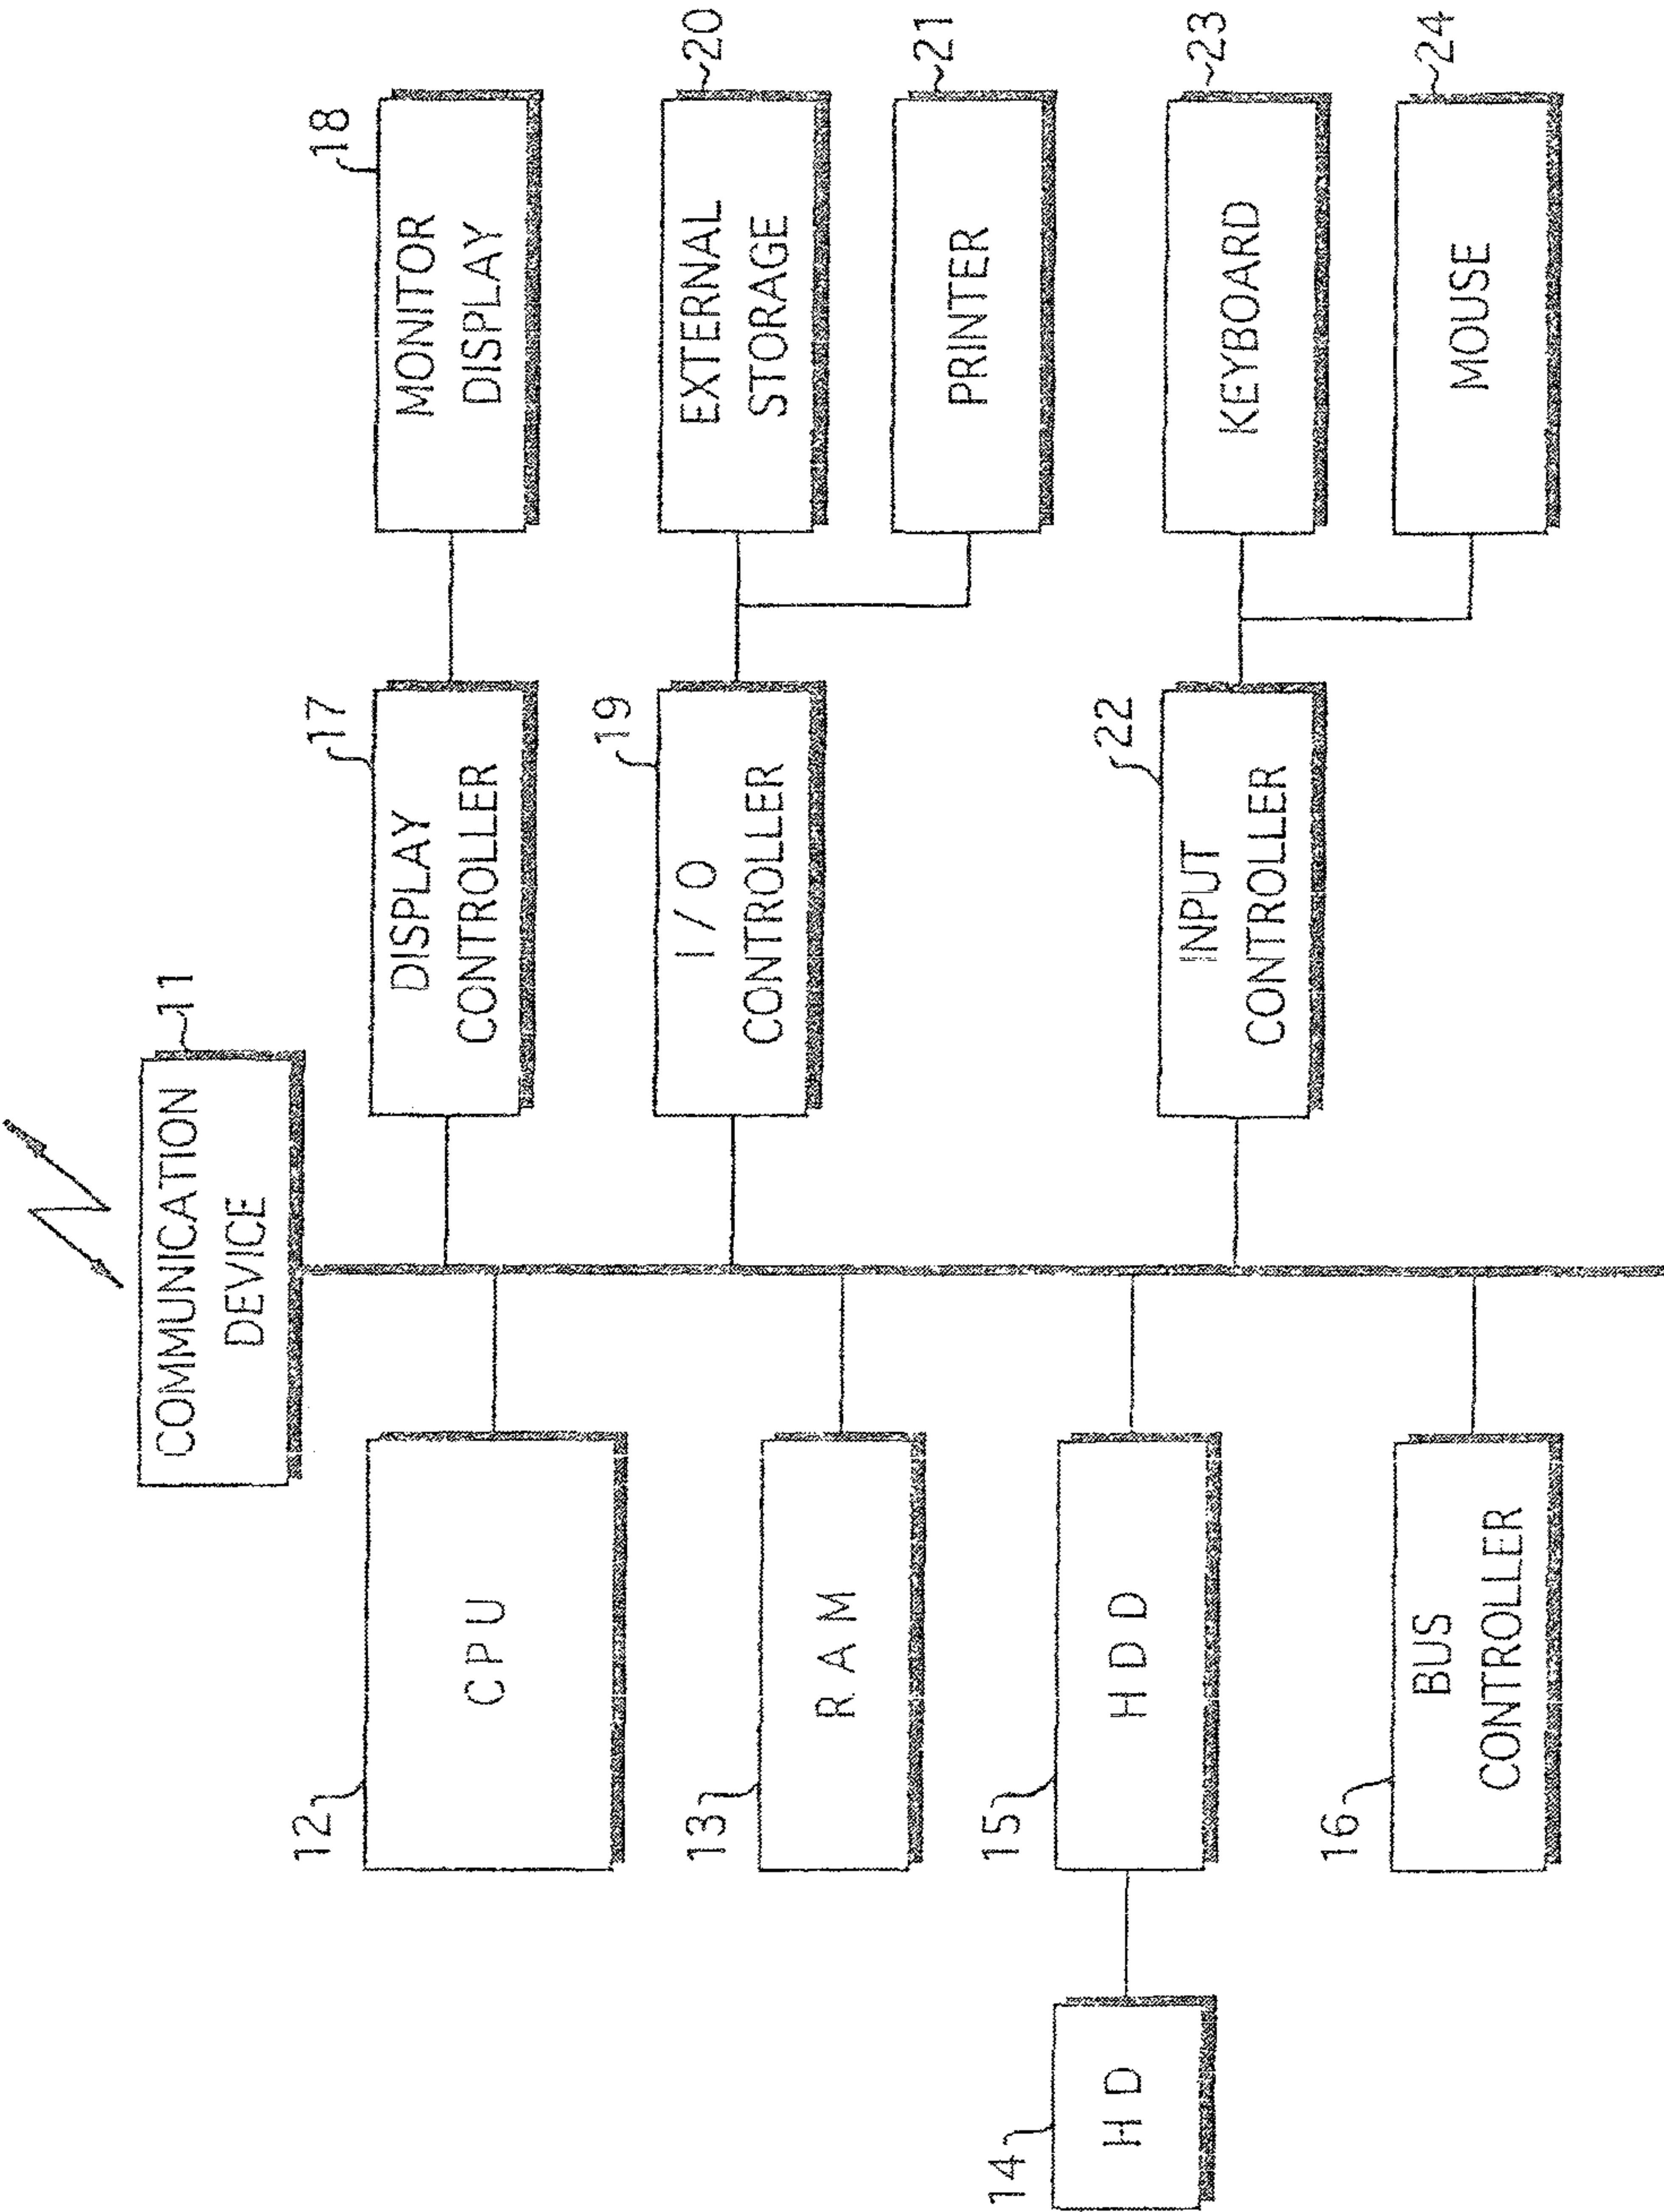 COMMUNICATION
DEVICE
11
12
CPU
13
RAM
14
HD
15
HDD
16
BUS
CONTROLLER
17
DISPLAY
CONTROLLER
18
MONITOR
DISPLAY
19
I/O
CONTROLLER
20
EXTERNAL
STORAGE
21
PRINTER
22
INPUT
CONTROLLER
23
KEYBOARD
24
MOUSE